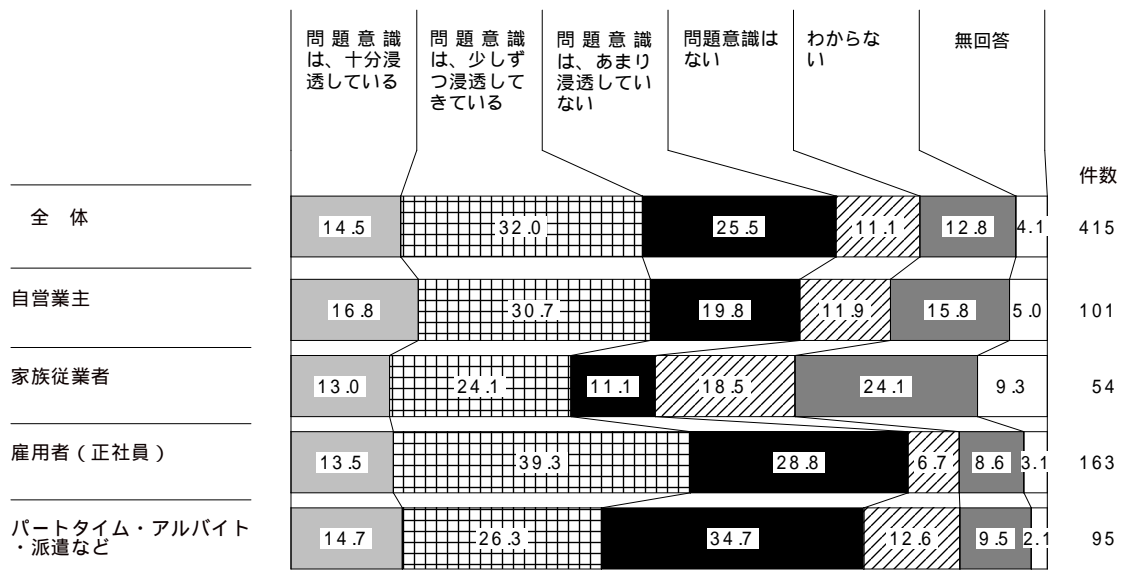 問題意識
は、十分浸
透している
問題意識
は、少しず
つ浸透して
きている
問題意識
は、あまり
浸透してい
ない
問題意識は
ない
わからな
い
無回答
件数
全 体
14.5
32.0
25.5
11.1
12.8
4.1
415
自営業主
16.8
30.7
19.8
11.9
15.8
5.0
101
家族従業者
13.0
24.1
11.1
18.5
24.1
9.3
54
雇用者(正社員)
13.5
39.3
28.8
6.7
8.6
3.1
163
パートタイム・アルバイト
・派遣など
14.7
26.3
34.7
12.6
9.5
2.1
95